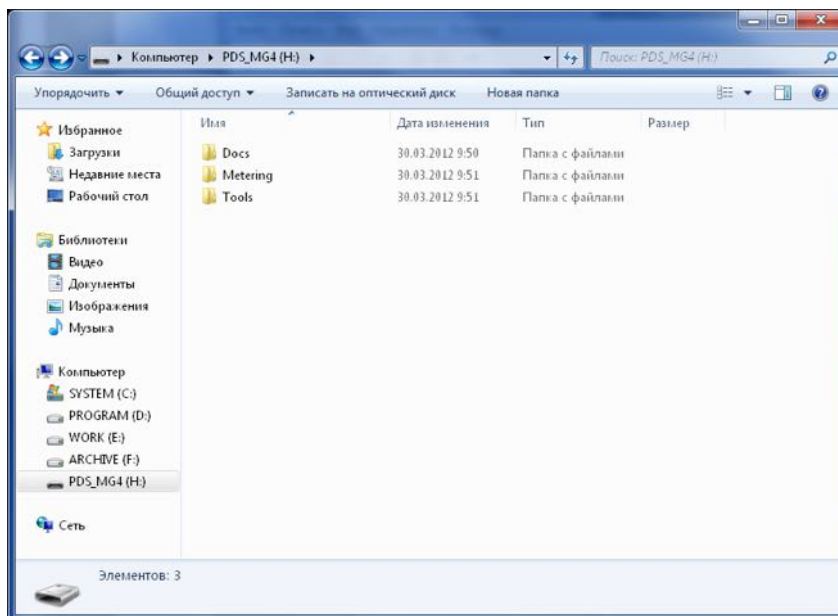 Компьютер PDS_MG4 (H:)
Поиск: PDS_MG4 (H:)
Упорядочить Общий доступ Записать на оптический диск Новая папка
Имя Дата изменения Тип Размер
Избранное
Загрузки
Недавние места
Рабочий стол
Библиотеки
Видео
Документы
Изображения
Музыка
Компьютер
SYSTEM (C:)
PROGRAM (D:)
WORK (E:)
ARCHIVE (F:)
PDS_MG4 (H:)
Сеть
Docs 30.03.2012 9:50 Папка с файлами
Metering 30.03.2012 9:51 Папка с файлами
Tools 30.03.2012 9:51 Папка с файлами
Элементов: 3